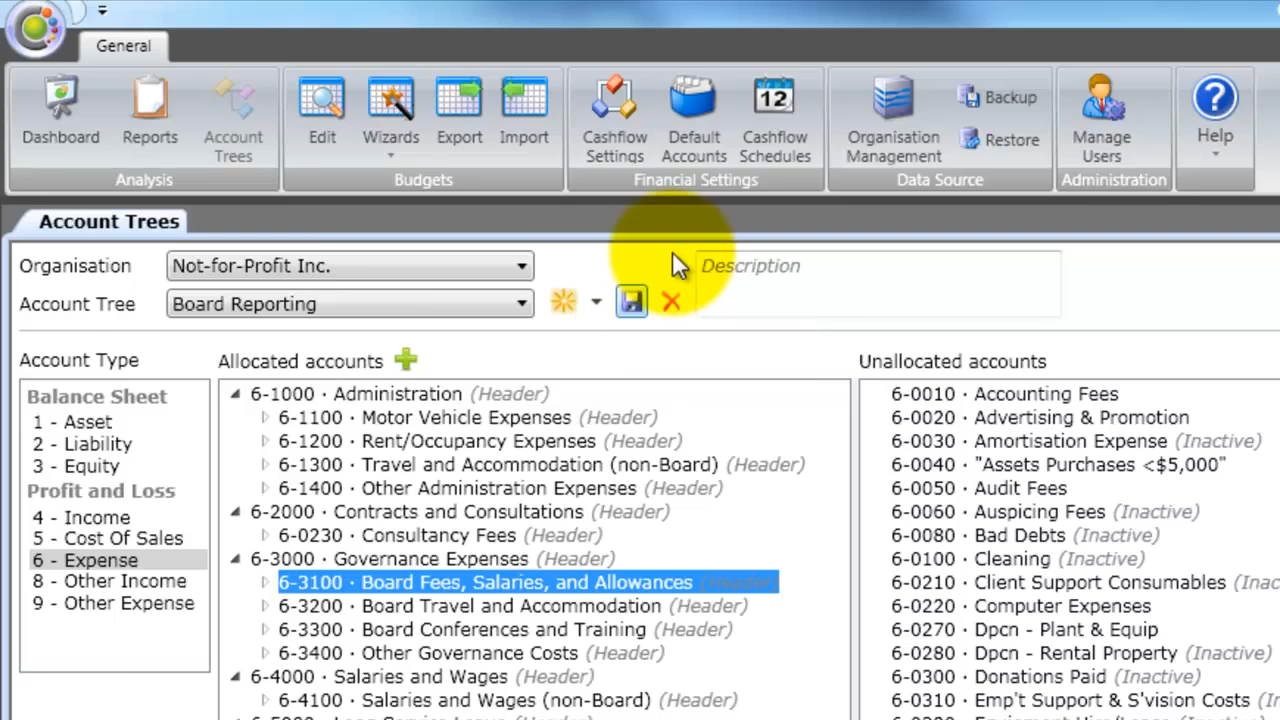 General
Dashboard
Reports
Account Trees
Analysis
Edit
Wizards
Export
Import
Budgets
Cashflow Settings
Default Accounts
12
Cashflow Schedules
Financial Settings
Organisation Management
Backup
Restore
Data Source
Manage Users
Administration
?
Help
Account Trees
Organisation
Not-for-Profit Inc.
Description
Account Tree
Board Reporting
Account Type
Balance Sheet
1 - Asset
2 - Liability
3 - Equity
Profit and Loss
4 - Income
5 - Cost Of Sales
6 - Expense
8 - Other Income
9 - Other Expense
Allocated accounts
6-1000 · Administration (Header)
6-1100 · Motor Vehicle Expenses (Header)
6-1200 · Rent/Occupancy Expenses (Header)
6-1300 · Travel and Accommodation (non-Board) (Header)
6-1400 · Other Administration Expenses (Header)
6-2000 · Contracts and Consultations (Header)
6-0230 · Consultancy Fees (Header)
6-3000 · Governance Expenses (Header)
6-3100 · Board Fees, Salaries, and Allowances (Header)
6-3200 · Board Travel and Accommodation (Header)
6-3300 · Board Conferences and Training (Header)
6-3400 · Other Governance Costs (Header)
6-4000 · Salaries and Wages (Header)
6-4100 · Salaries and Wages (non-Board) (Header)
Unallocated accounts
6-0010 · Accounting Fees
6-0020 · Advertising & Promotion
6-0030 · Amortisation Expense (Inactive)
6-0040 · "Assets Purchases <$5,000"
6-0050 · Audit Fees
6-0060 · Auspicing Fees (Inactive)
6-0080 · Bad Debts (Inactive)
6-0100 · Cleaning (Inactive)
6-0210 · Client Support Consumables (Inac
6-0220 · Computer Expenses
6-0270 · Dpcn - Plant & Equip
6-0280 · Dpcn - Rental Property (Inactive)
6-0300 · Donations Paid (Inactive)
6-0310 · Emp't Support & S'vision Costs (I